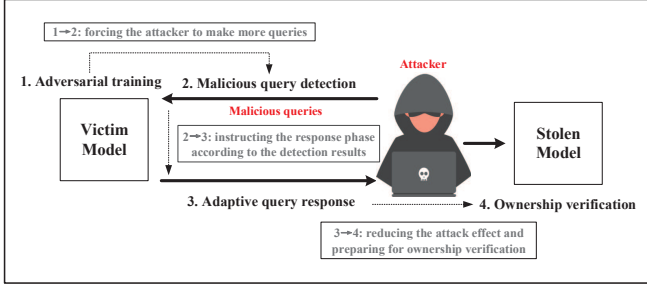 1→2: forcing the attacker to make more queries
1. Adversarial training
2. Malicious query detection
Attacker
Malicious queries
Victim
Model
2→3: instructing the response phase
according to the detection results
Stolen
Model
3. Adaptive query response
4. Ownership verification
3→4: reducing the attack effect and
preparing for ownership verification